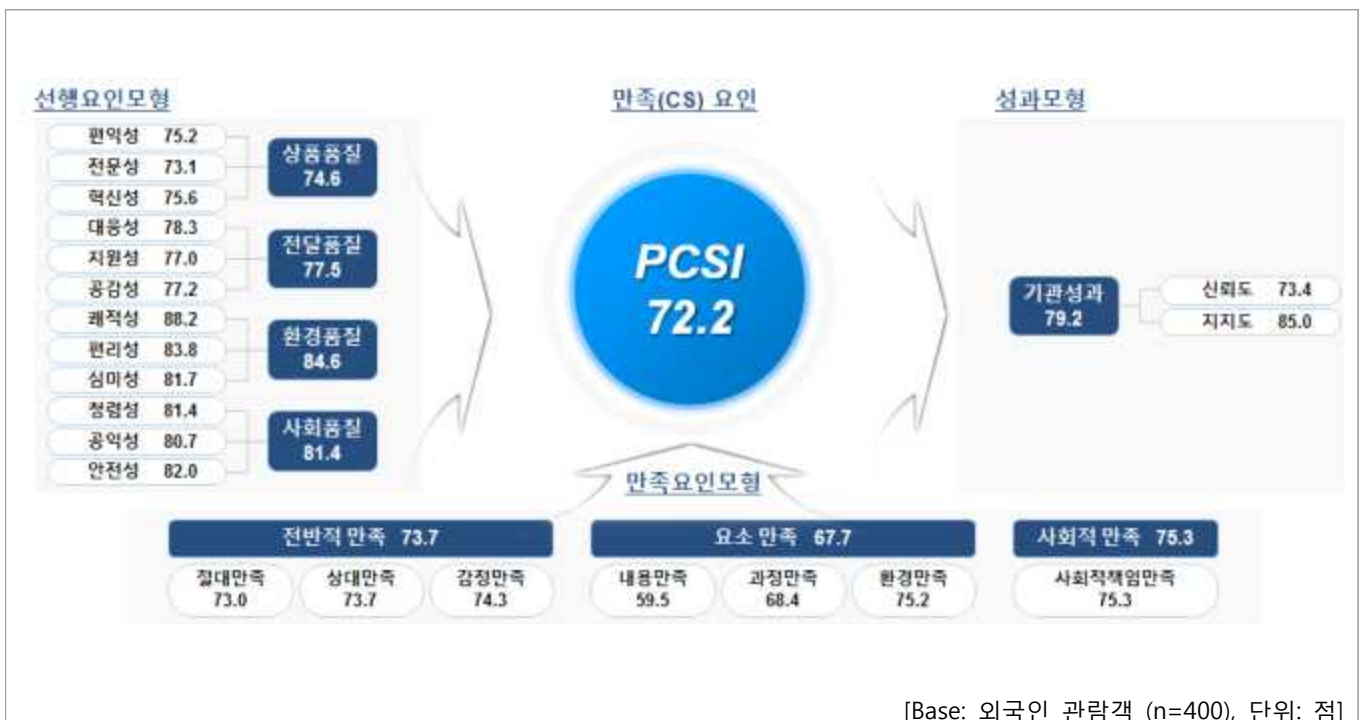 선행요인모형
만족(CS) 요인
성과모형
편익성 75.2
전문성 73.1
혁신성 75.6
상품품질
74.6
대응성 78.3
지원성 77.0
공감성 77.2
전달품질
77.5
쾌적성 88.2
편리성 83.8
심미성 81.7
환경품질
84.6
청렴성 81.4
공익성 80.7
안전성 82.0
사회품질
81.4
PCSI
72.2
기관성과
79.2
신뢰도 73.4
지지도 85.0
만족요인모형
전반적 만족 73.7
절대만족
73.0
상대만족
73.7
감정만족
74.3
요소 만족 67.7
내용만족
59.5
과정만족
68.4
환경만족
75.2
사회적 만족 75.3
사회적책임만족
75.3
[Base: 외국인 관람객 (n=400), 단위: 점]